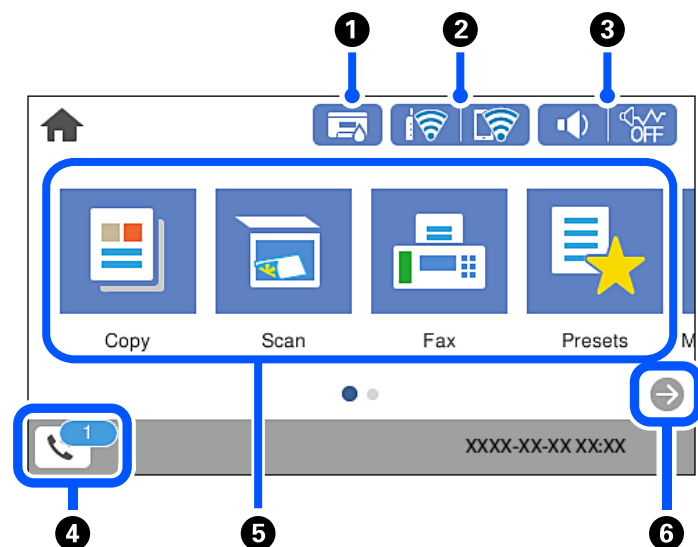 1 2 3
OFF
Copy Scan Fax Presets M
1
XXXX-XX-XX XX:XX
4 5 6